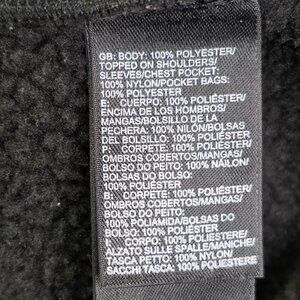 GB: BODY: 100% POLYESTER/
TOPPED ON SHOULDERS/
SLEEVES/CHEST POCKET:
100% NYLON/POCKET BAGS:
100% POLYESTER
E: CUERPO: 100% POLIÉSTER/
ENCIMA DE LOS HOMBROS/
MANGAS/BOLSILLO DE LA
PECHERA: 100% NILÓN/BOLSAS
DEL BOLSILLO: 100% POLIÉSTER
P: CORPETE: 100% POLIÉSTER/
OMBROS COBERTOS/MANGAS/
BOLSO DO PEITO: 100% NÁILON/
BOLSAS DO BOLSO:
100% POLIÉSTER
B: CORPETE: 100% POLIÉSTER/
OMBROS COBERTOS/MANGAS/
BOLSO DO PEITO:
100% POLIAMIDA/BOLSAS DO
BOLSO: 100% POLIÉSTER
I: CORPO: 100% POLIESTERE/
ALZATO SULLE SPALLE/MANICHE/
TASCA PETTO: 100% NYLON/
SACCHI TASCA: 100% POLIESTERE